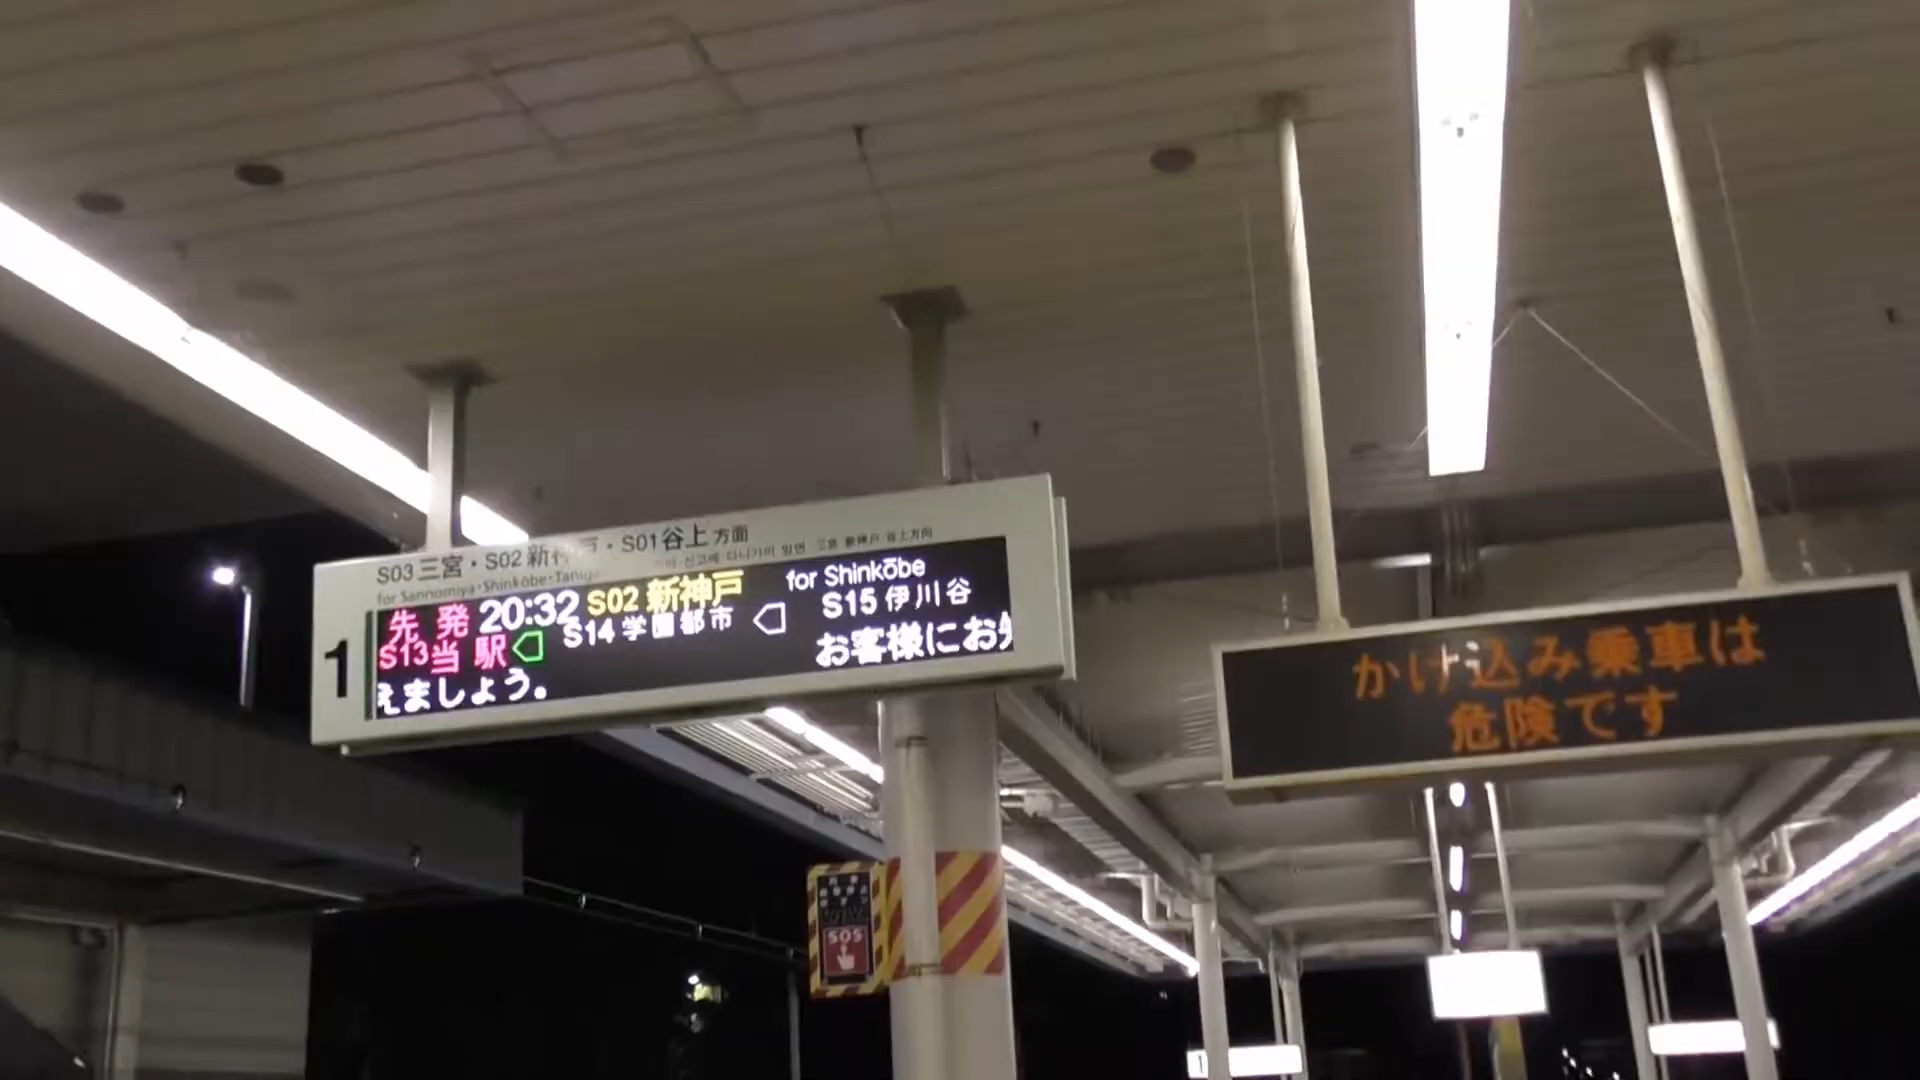 S03三宮・S02新神戸・S01谷上方面
for Sannomiya・Shinkōbe・Tanig
1
先発 20:32 S02新神戸 for Shinkōbe
S13当駅 S14学園都市 S15伊川谷
えましょう。 お客様にお
かけ込み乗車は
危険です
SOS
1